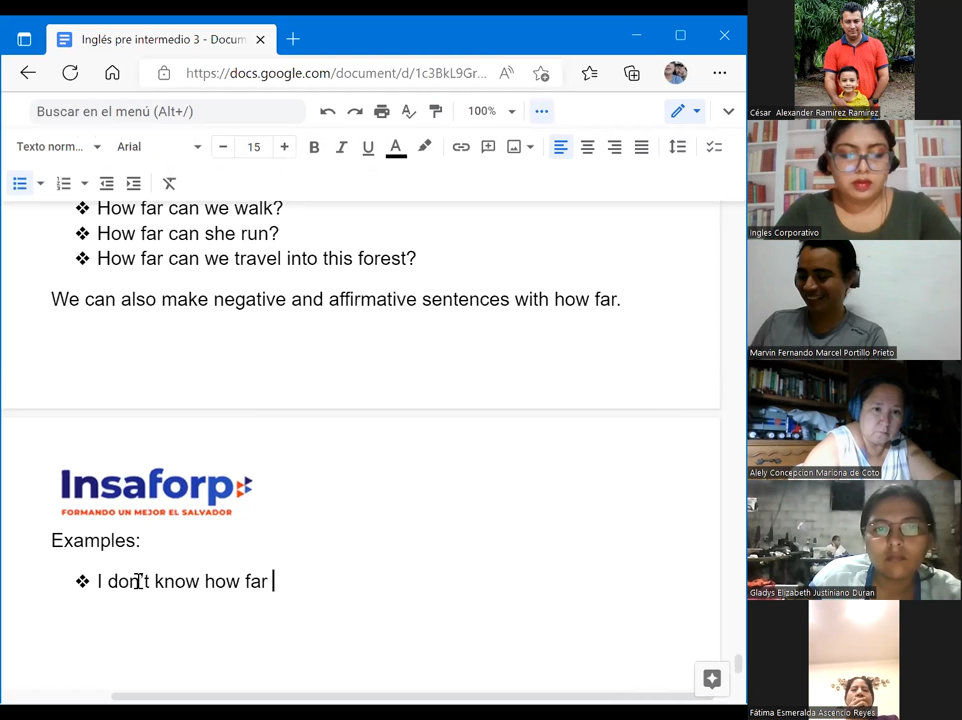 Inglés pre intermedio 3 - Docum
https://docs.google.com/document/d/1c3BkL9Gr...
Buscar en el menú (Alt+/)
100%
Texto norm...
Arial
15
❖ How far can we walk?
❖ How far can she run?
❖ How far can we travel into this forest?
We can also make negative and affirmative sentences with how far.
Insaforp
FORMANDO UN MEJOR EL SALVADOR
Examples:
❖ I don't know how far
César Alexander Ramírez Ramírez
Ingles Corporativo
Marvin Fernando Marcel Portillo Prieto
Alely Concepcion Mariona de Coto
Gladys Elizabeth Justiniano Duran
Fátima Esmeralda Ascencio Reyes